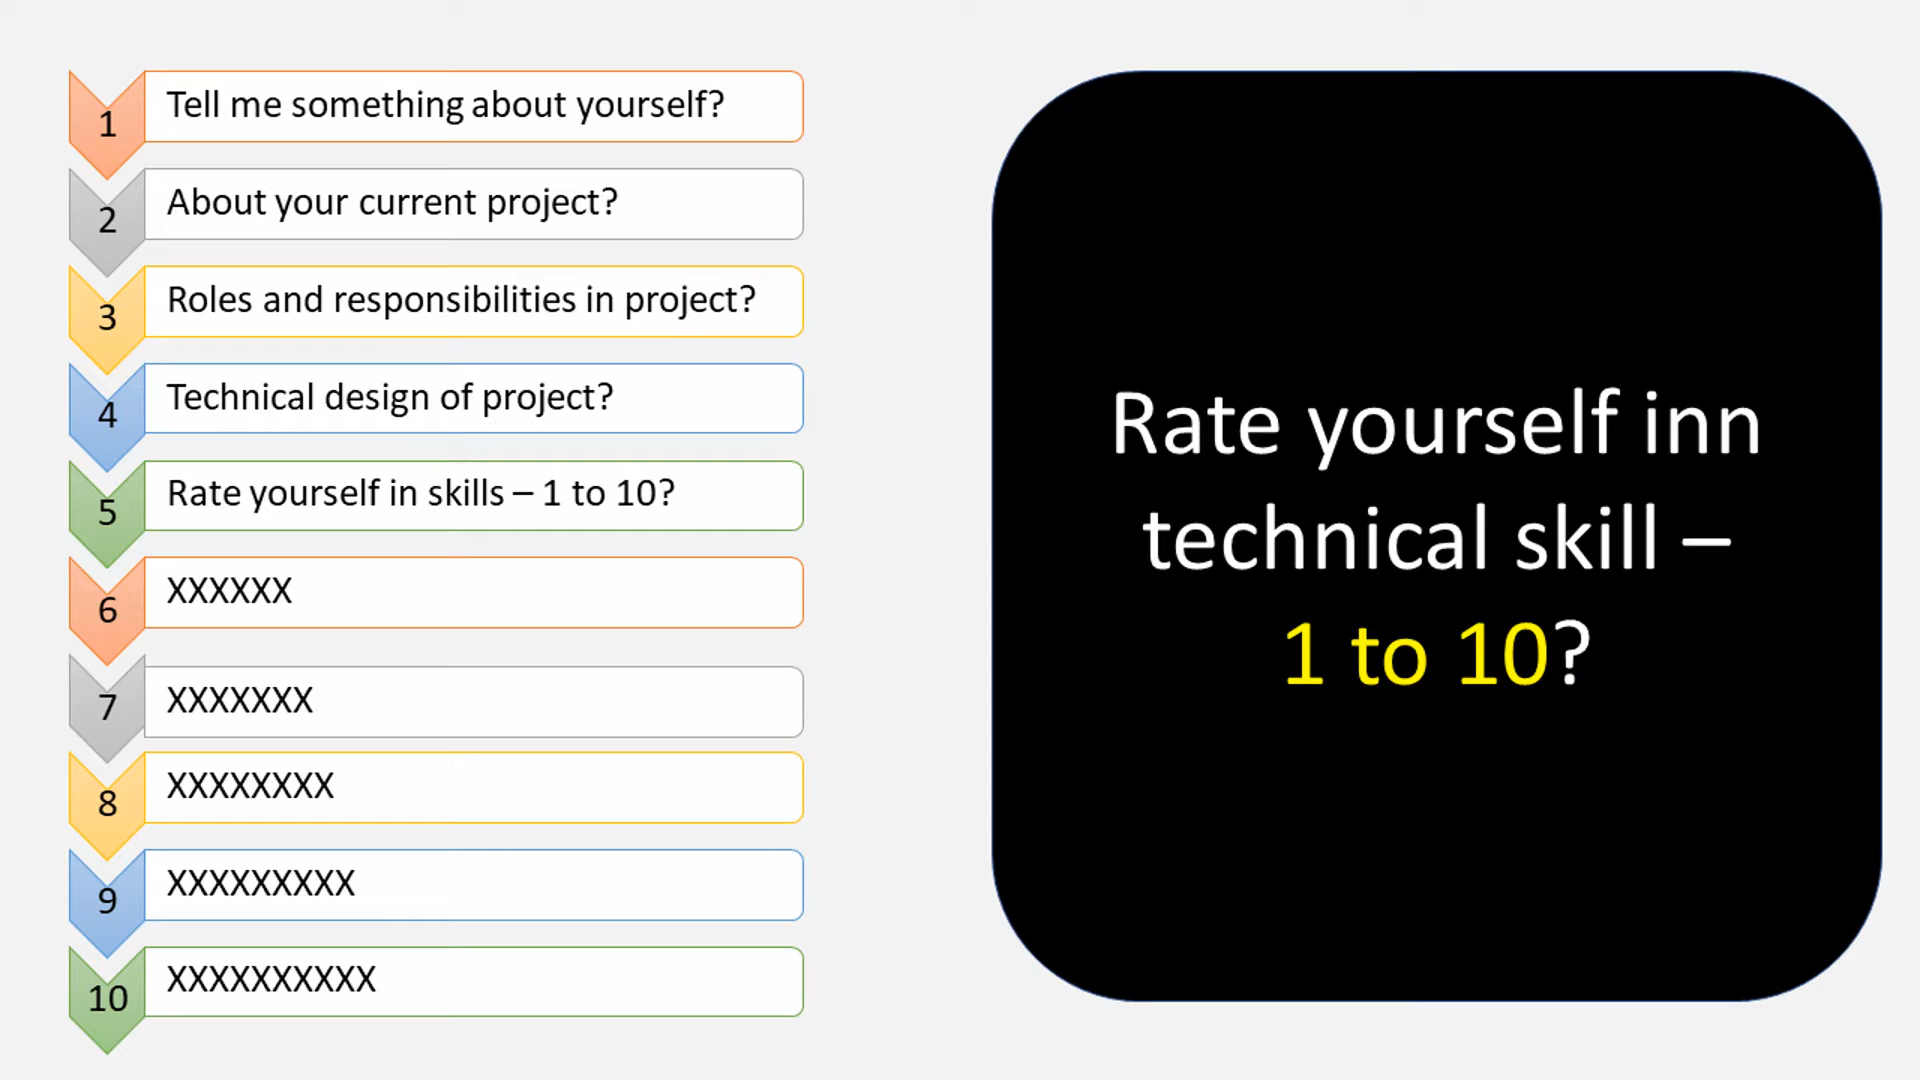 1
Tell me something about yourself?
2
About your current project?
3
Roles and responsibilities in project?
4
Technical design of project?
5
Rate yourself in skills – 1 to 10?
6
XXXXXX
7
XXXXXXX
8
XXXXXXXX
9
XXXXXXXXX
10
XXXXXXXXXX
Rate yourself inn
technical skill –
1 to 10?